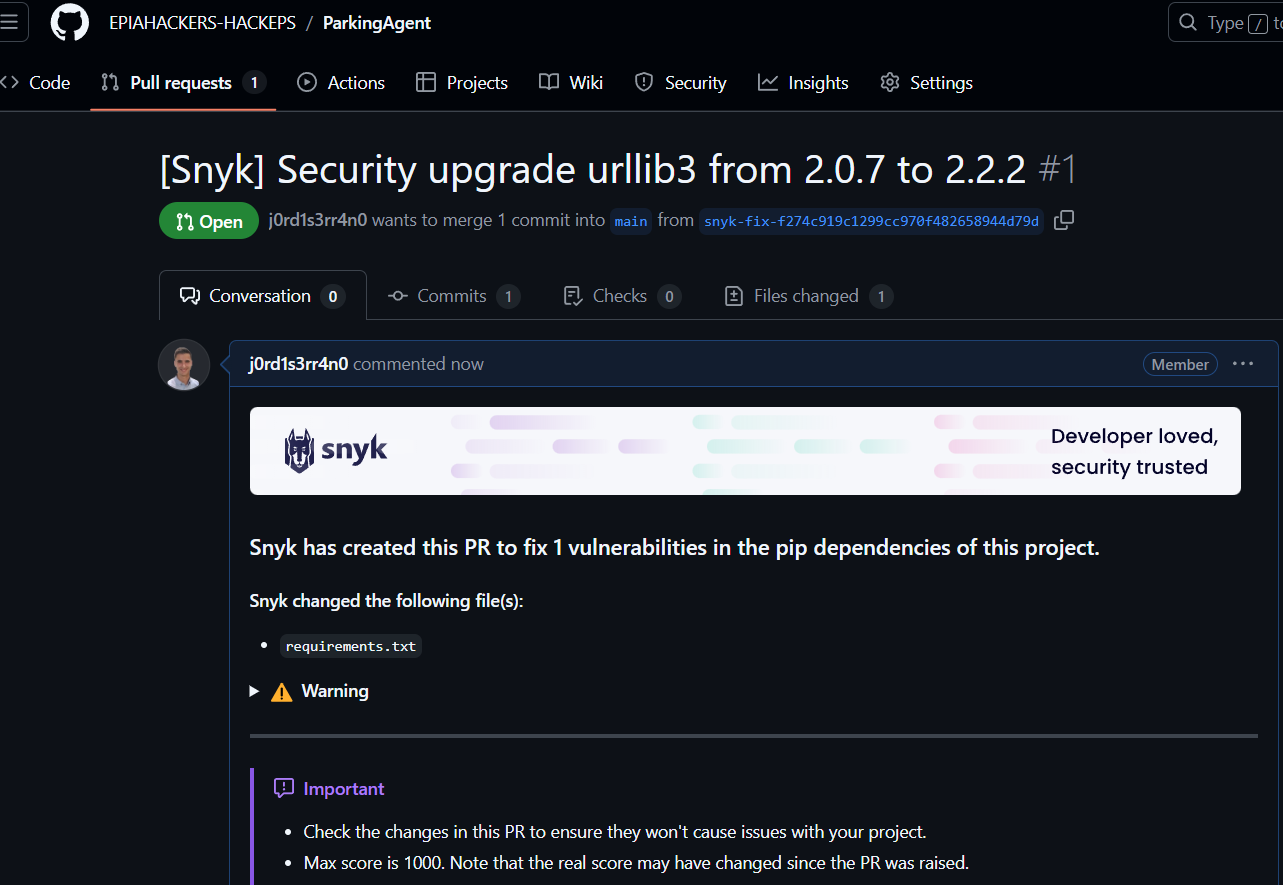 EPIAHACKERS-HACKEPS / ParkingAgent
Type / to
Code Pull requests 1 Actions Projects Wiki Security Insights Settings
[Snyk] Security upgrade urllib3 from 2.0.7 to 2.2.2 #1
Open j0rd1s3rr4n0 wants to merge 1 commit into main from snyk-fix-f274c919c1299cc970f482658944d79d
Conversation 0 Commits 1 Checks 0 Files changed 1
j0rd1s3rr4n0 commented now Member
snyk
Developer loved,
security trusted
Snyk has created this PR to fix 1 vulnerabilities in the pip dependencies of this project.
Snyk changed the following file(s):
• requirements.txt
Warning
Important
• Check the changes in this PR to ensure they won't cause issues with your project.
• Max score is 1000. Note that the real score may have changed since the PR was raised.